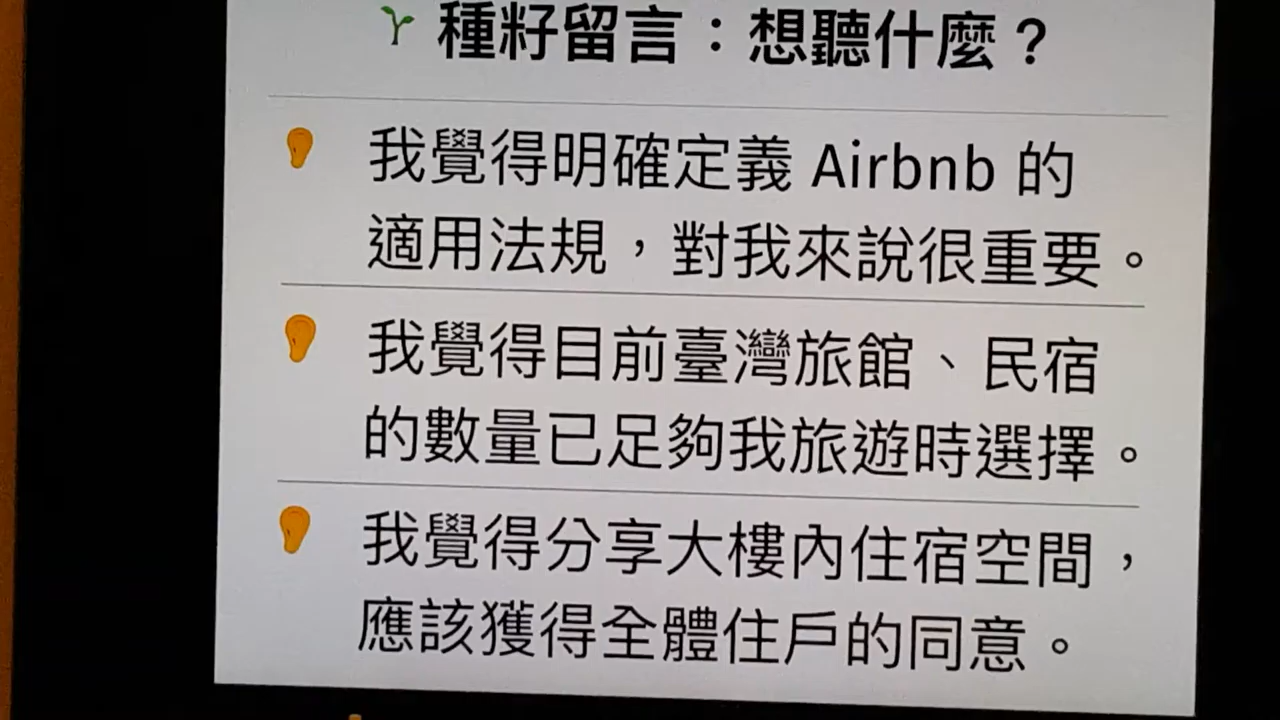 種籽留言：想聽什麼？
我覺得明確定義 Airbnb 的
適用法規，對我來說很重要。
我覺得目前臺灣旅館、民宿
的數量已足夠我旅遊時選擇。
我覺得分享大樓內住宿空間，
應該獲得全體住戶的同意。